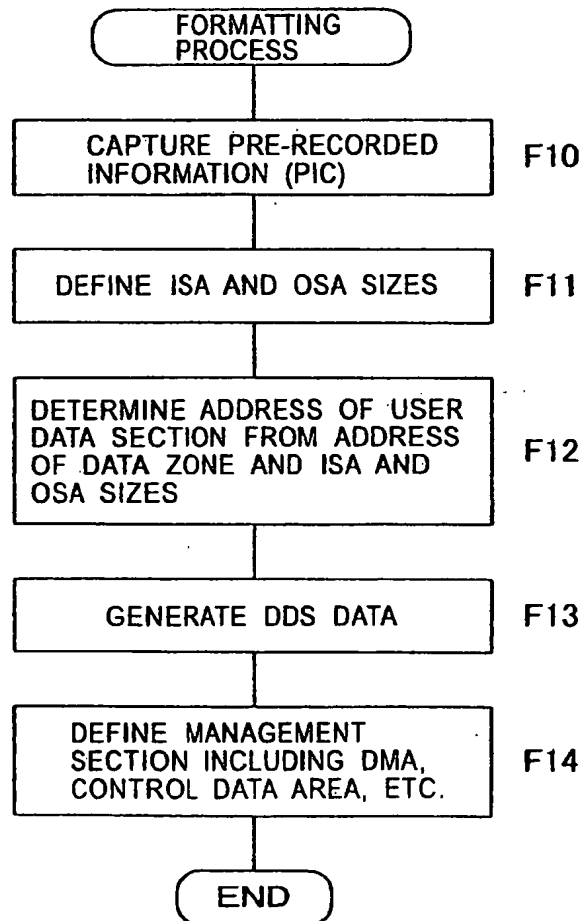 FORMATTING
PROCESS
CAPTURE PRE-RECORDED
INFORMATION (PIC)
F10
DEFINE ISA AND OSA SIZES
F11
DETERMINE ADDRESS OF USER
DATA SECTION FROM ADDRESS
OF DATA ZONE AND ISA AND
OSA SIZES
F12
GENERATE DDS DATA
F13
DEFINE MANAGEMENT
SECTION INCLUDING DMA,
CONTROL DATA AREA, ETC.
F14
END